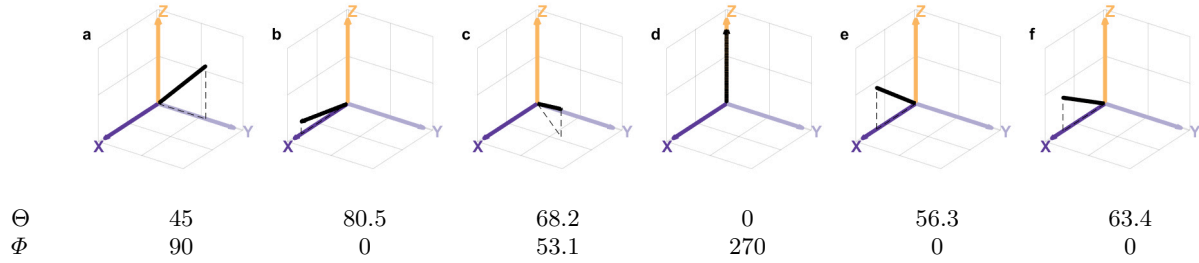 a Z X Y
b Z X Y
c Z X Y
d Z X Y
e Z X Y
f Z X Y
Θ 45 80.5 68.2 0 56.3 63.4
Φ 90 0 53.1 270 0 0